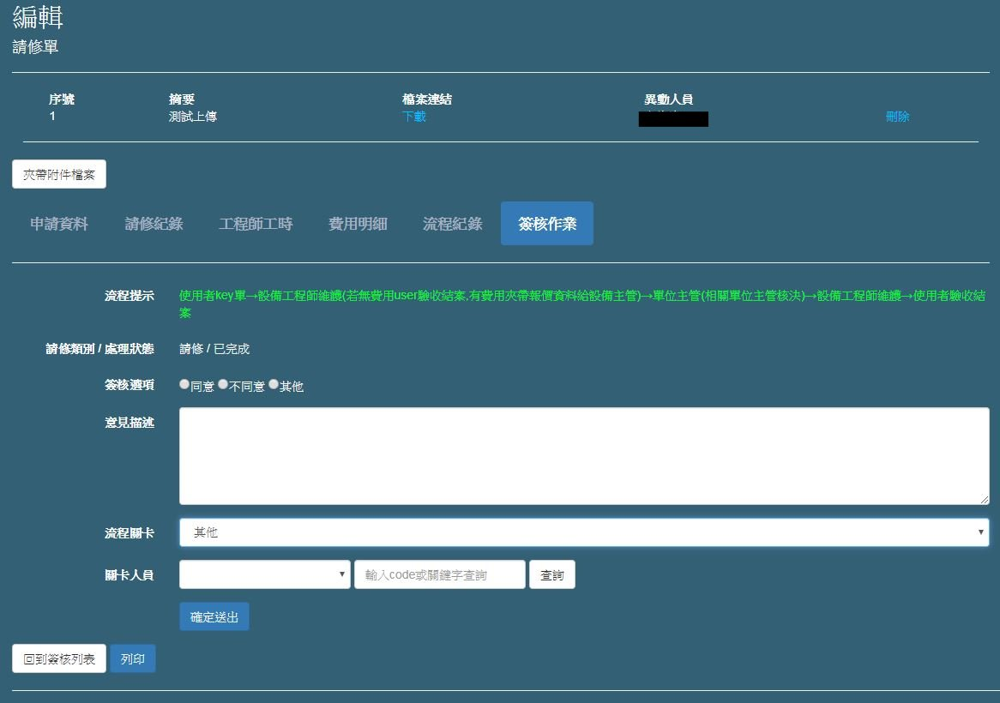 編輯
請修單
序號 摘要 檔案連結 異動人員
1 測試上傳 下載 刪除
夾帶附件檔案
申請資料 請修紀錄 工程師工時 費用明細 流程紀錄 簽核作業
流程提示 使用者key單→設備工程師維護(若無費用user驗收結案,有費用夾帶報價資料給設備主管)→單位主管(相關單位主管核決)→設備工程師維護→使用者驗收結
案
請修類別 / 處理狀態 請修 / 已完成
簽核選項 同意 不同意 其他
意見描述
流程關卡 其他
關卡人員 輸入code或關鍵字查詢 查詢
確定送出
回到簽核列表 列印